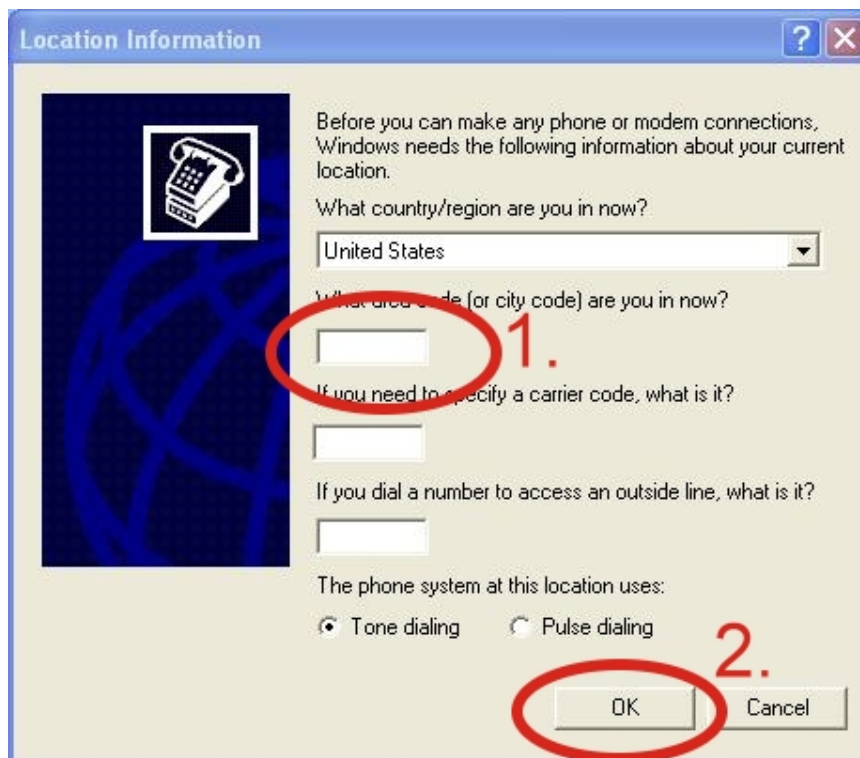 Location Information
Before you can make any phone or modem connections,
Windows needs the following information about your current
location.
What country/region are you in now?
United States
What area code (or city code) are you in now?
1.
If you need to specify a carrier code, what is it?
If you dial a number to access an outside line, what is it?
The phone system at this location uses:
Tone dialing Pulse dialing
2.
OK Cancel